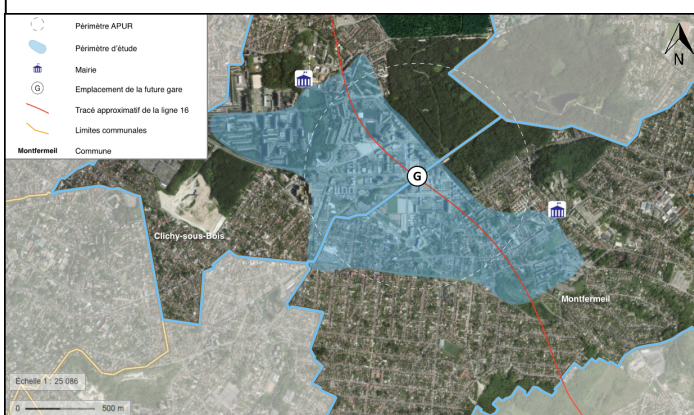 Périmètre APUR
Périmètre d'étude
Mairie
G Emplacement de la future gare
Tracé approximatif de la ligne 16
Limites communales
Montfermeil Commune
N
G
Clichy-sous-Bois
Montfermeil
Echelle 1 : 25 086
0 500 m